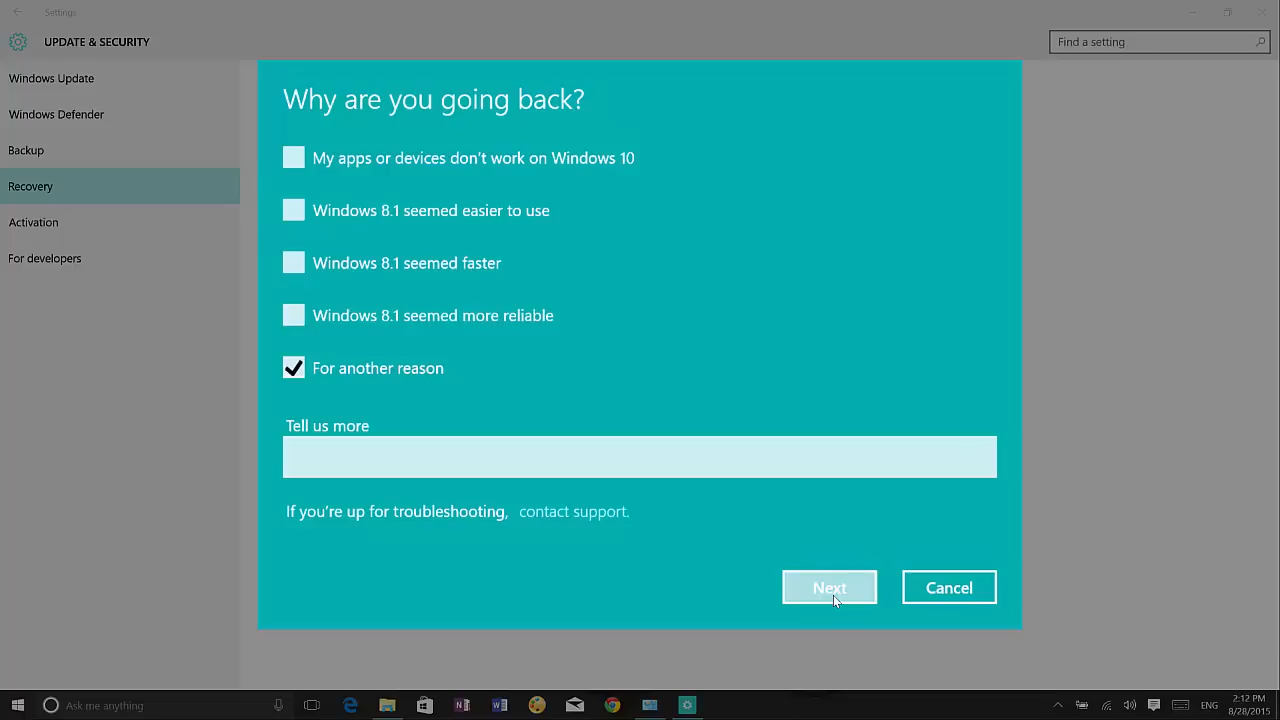 Settings
UPDATE & SECURITY
Find a setting
Windows Update
Windows Defender
Backup
Recovery
Activation
For developers
Why are you going back?
My apps or devices don't work on Windows 10
Windows 8.1 seemed easier to use
Windows 8.1 seemed faster
Windows 8.1 seemed more reliable
For another reason
Tell us more
If you're up for troubleshooting, contact support.
Next
Cancel
Ask me anything
ENG
2:12 PM
8/28/2015